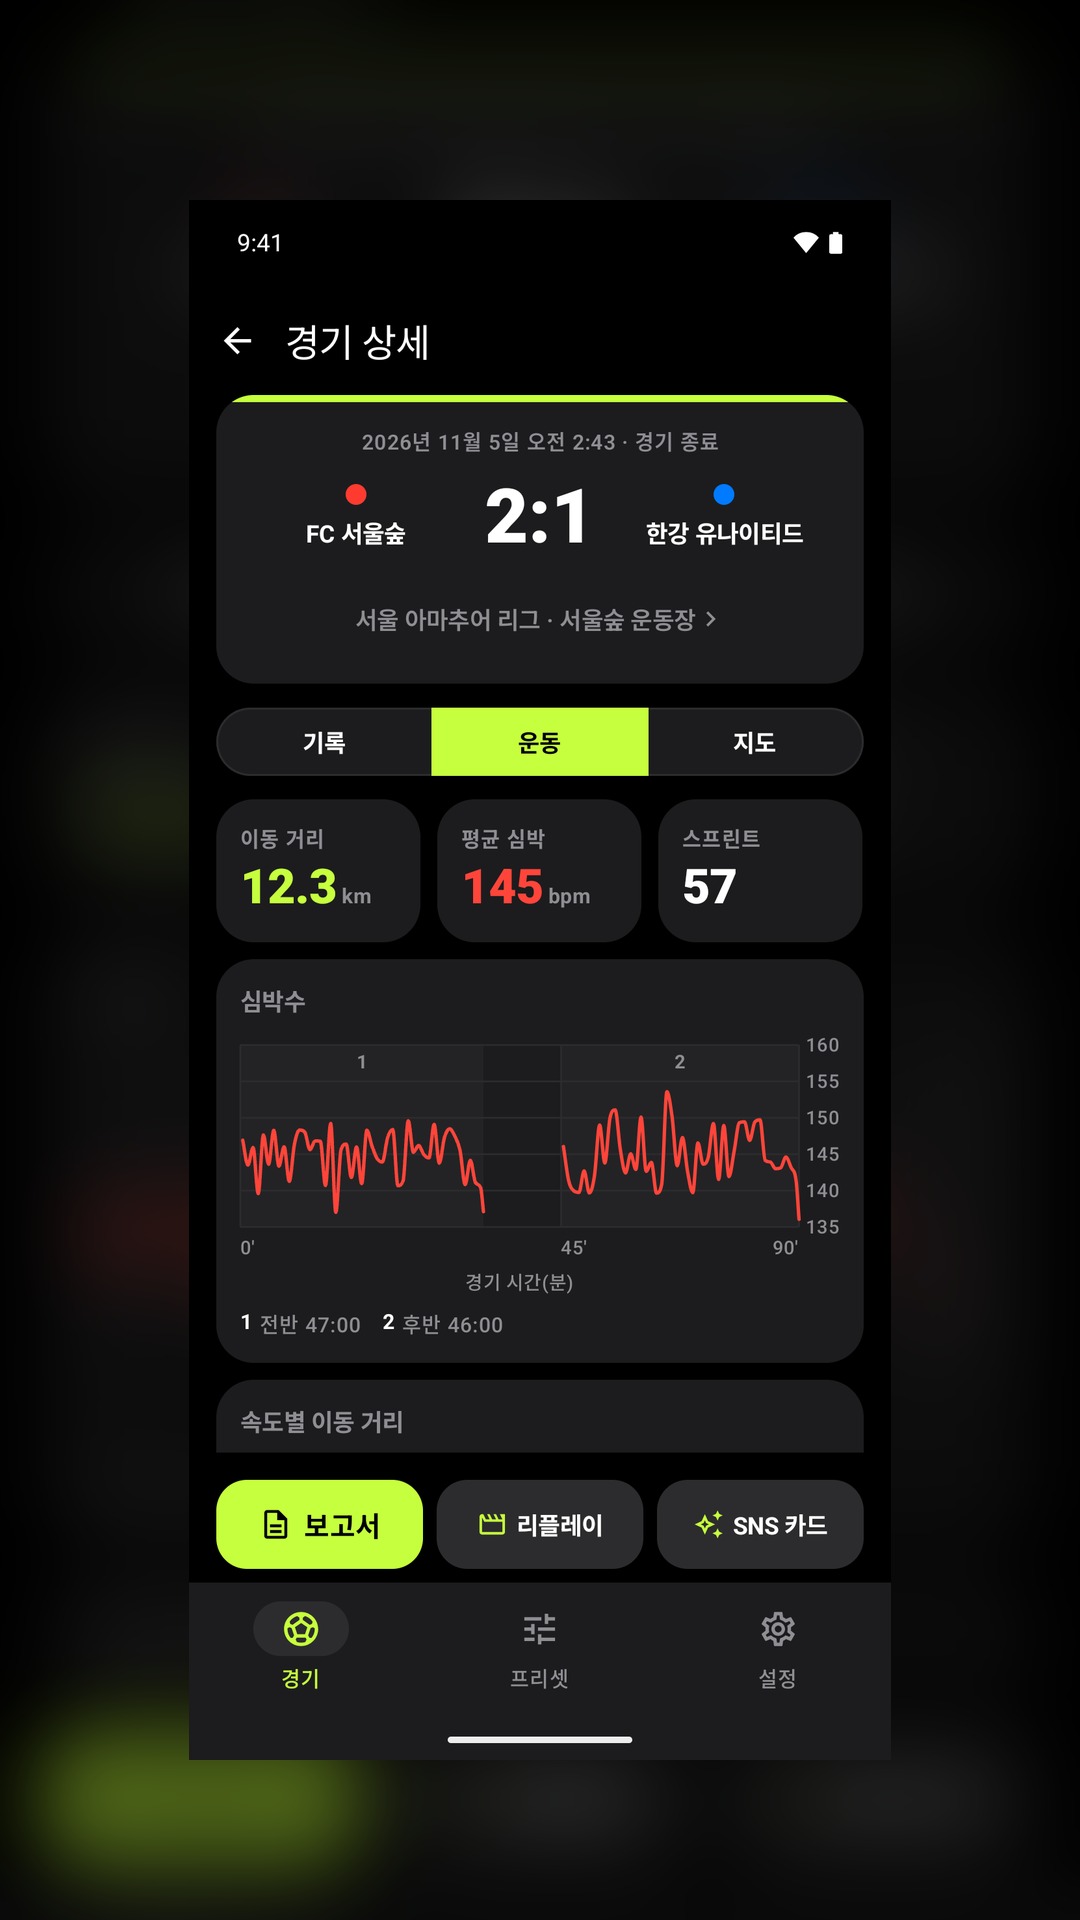 9:41
경기 상세
2026년 11월 5일 오전 2:43 · 경기 종료
FC 서울숲
2:1
한강 유나이티드
서울 아마추어 리그 · 서울숲 운동장 >
기록
운동
지도
이동 거리
12.3 km
평균 심박
145 bpm
스프린트
57
심박수
1
2
160
155
150
145
140
135
0'
45'
90'
경기 시간(분)
1 전반 47:00 2 후반 46:00
속도별 이동 거리
보고서
리플레이
SNS 카드
경기
프리셋
설정